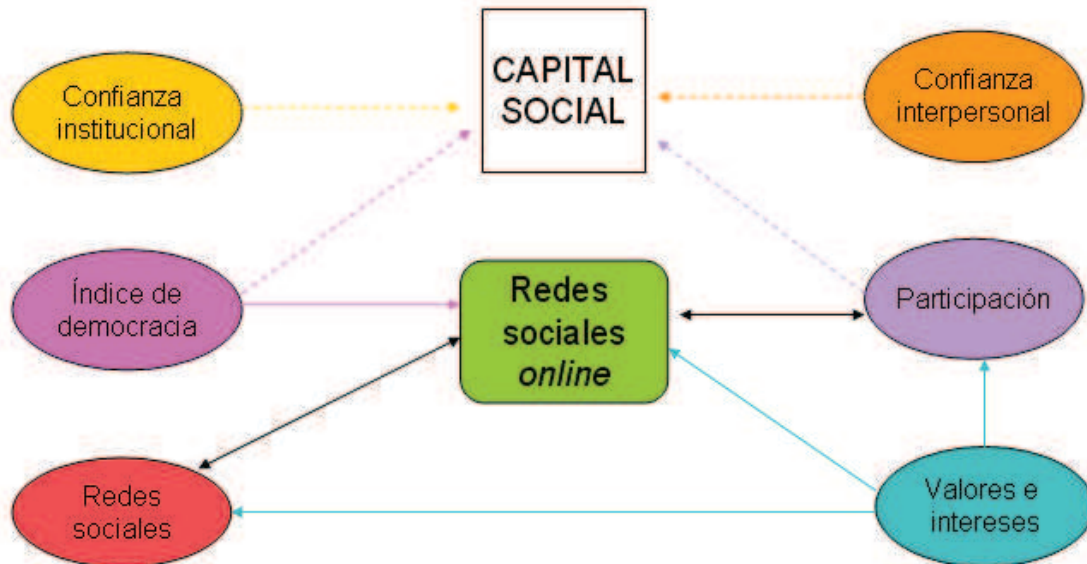 CAPITAL
SOCIAL
Confianza
institucional
Confianza
interpersonal
Índice de
democracia
Redes
sociales
online
Participación
Redes
sociales
Valores e
intereses